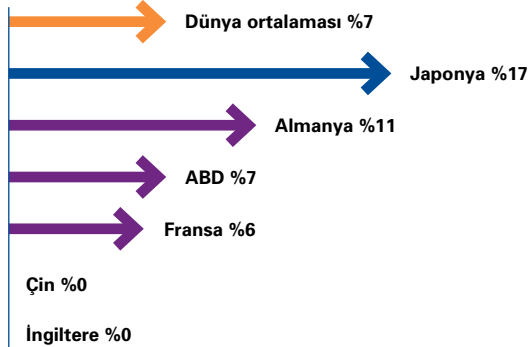 Dünya ortalaması %7
Japonya %17
Almanya %11
ABD %7
Fransa %6
Çin %0
İngiltere %0